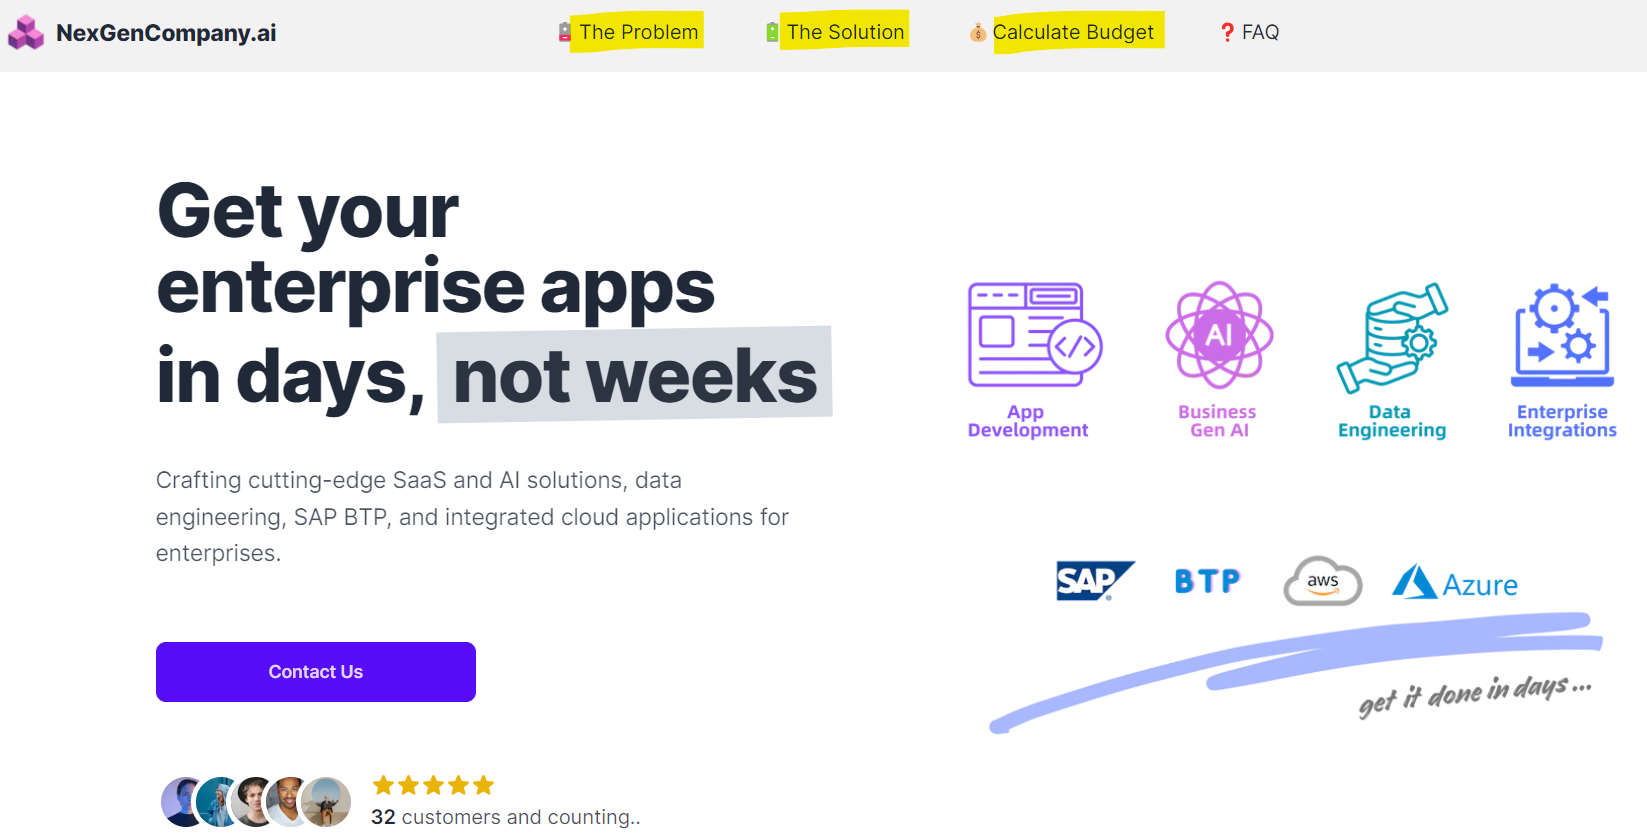 NexGenCompany.ai
The Problem
The Solution
Calculate Budget
FAQ
Get your
enterprise apps
in days, not weeks
Crafting cutting-edge SaaS and AI solutions, data
engineering, SAP BTP, and integrated cloud applications for
enterprises.
Contact Us
32 customers and counting..
App
Development
AI
Business
Gen AI
Data
Engineering
Enterprise
Integrations
SAP
BTP
aws
Azure
get it done in days...